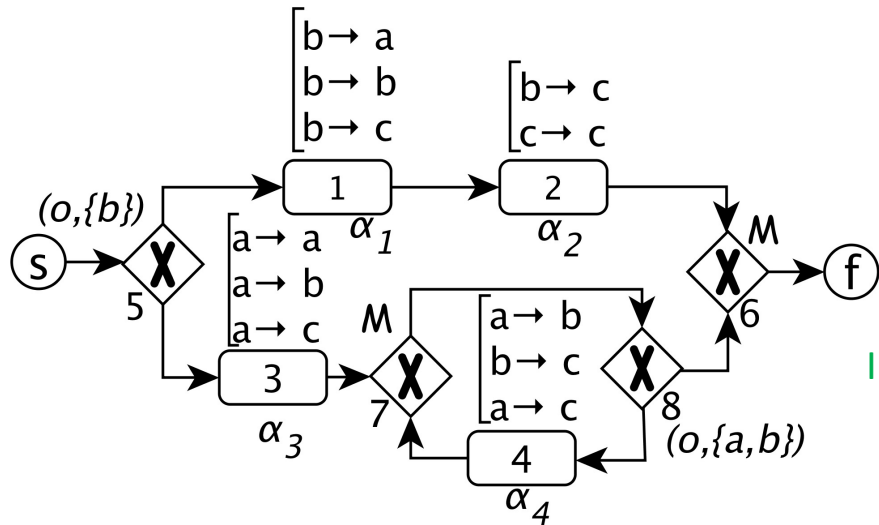 b→ a
b→ b
b→ c
b→ c
c→ c
1
2
α1
α2
(o,{b})
s
X
5
a→ a
a→ b
a→ c
M
X
6
f
3
α3
M
X
7
a→ b
b→ c
a→ c
X
8
(o,{a,b})
4
α4